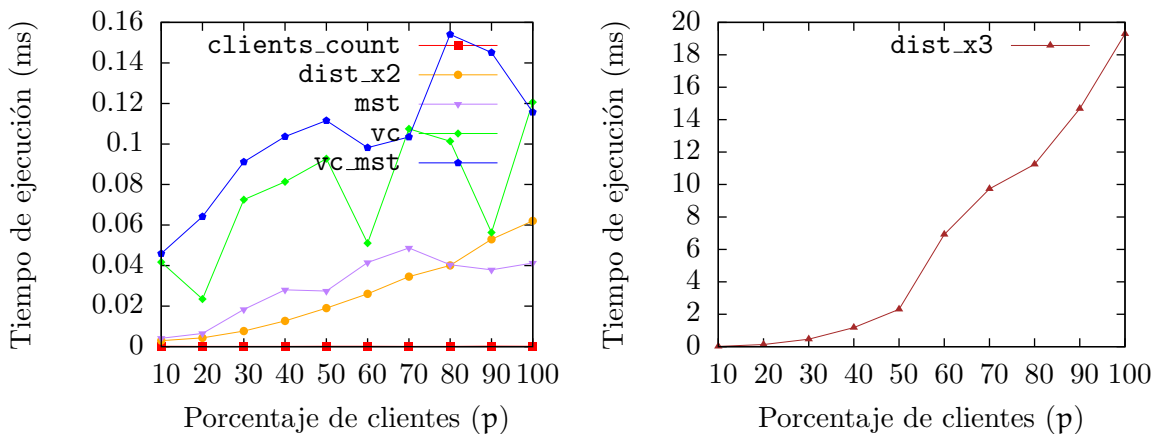 Tiempo de ejecución (ms)
0.16
0.14
0.12
0.1
0.08
0.06
0.04
0.02
0
10 20 30 40 50 60 70 80 90 100
Porcentaje de clientes (p)
clients_count
dist_x2
mst
vc
vc_mst
Tiempo de ejecución (ms)
20
18
16
14
12
10
8
6
4
2
0
10 20 30 40 50 60 70 80 90 100
Porcentaje de clientes (p)
dist_x3